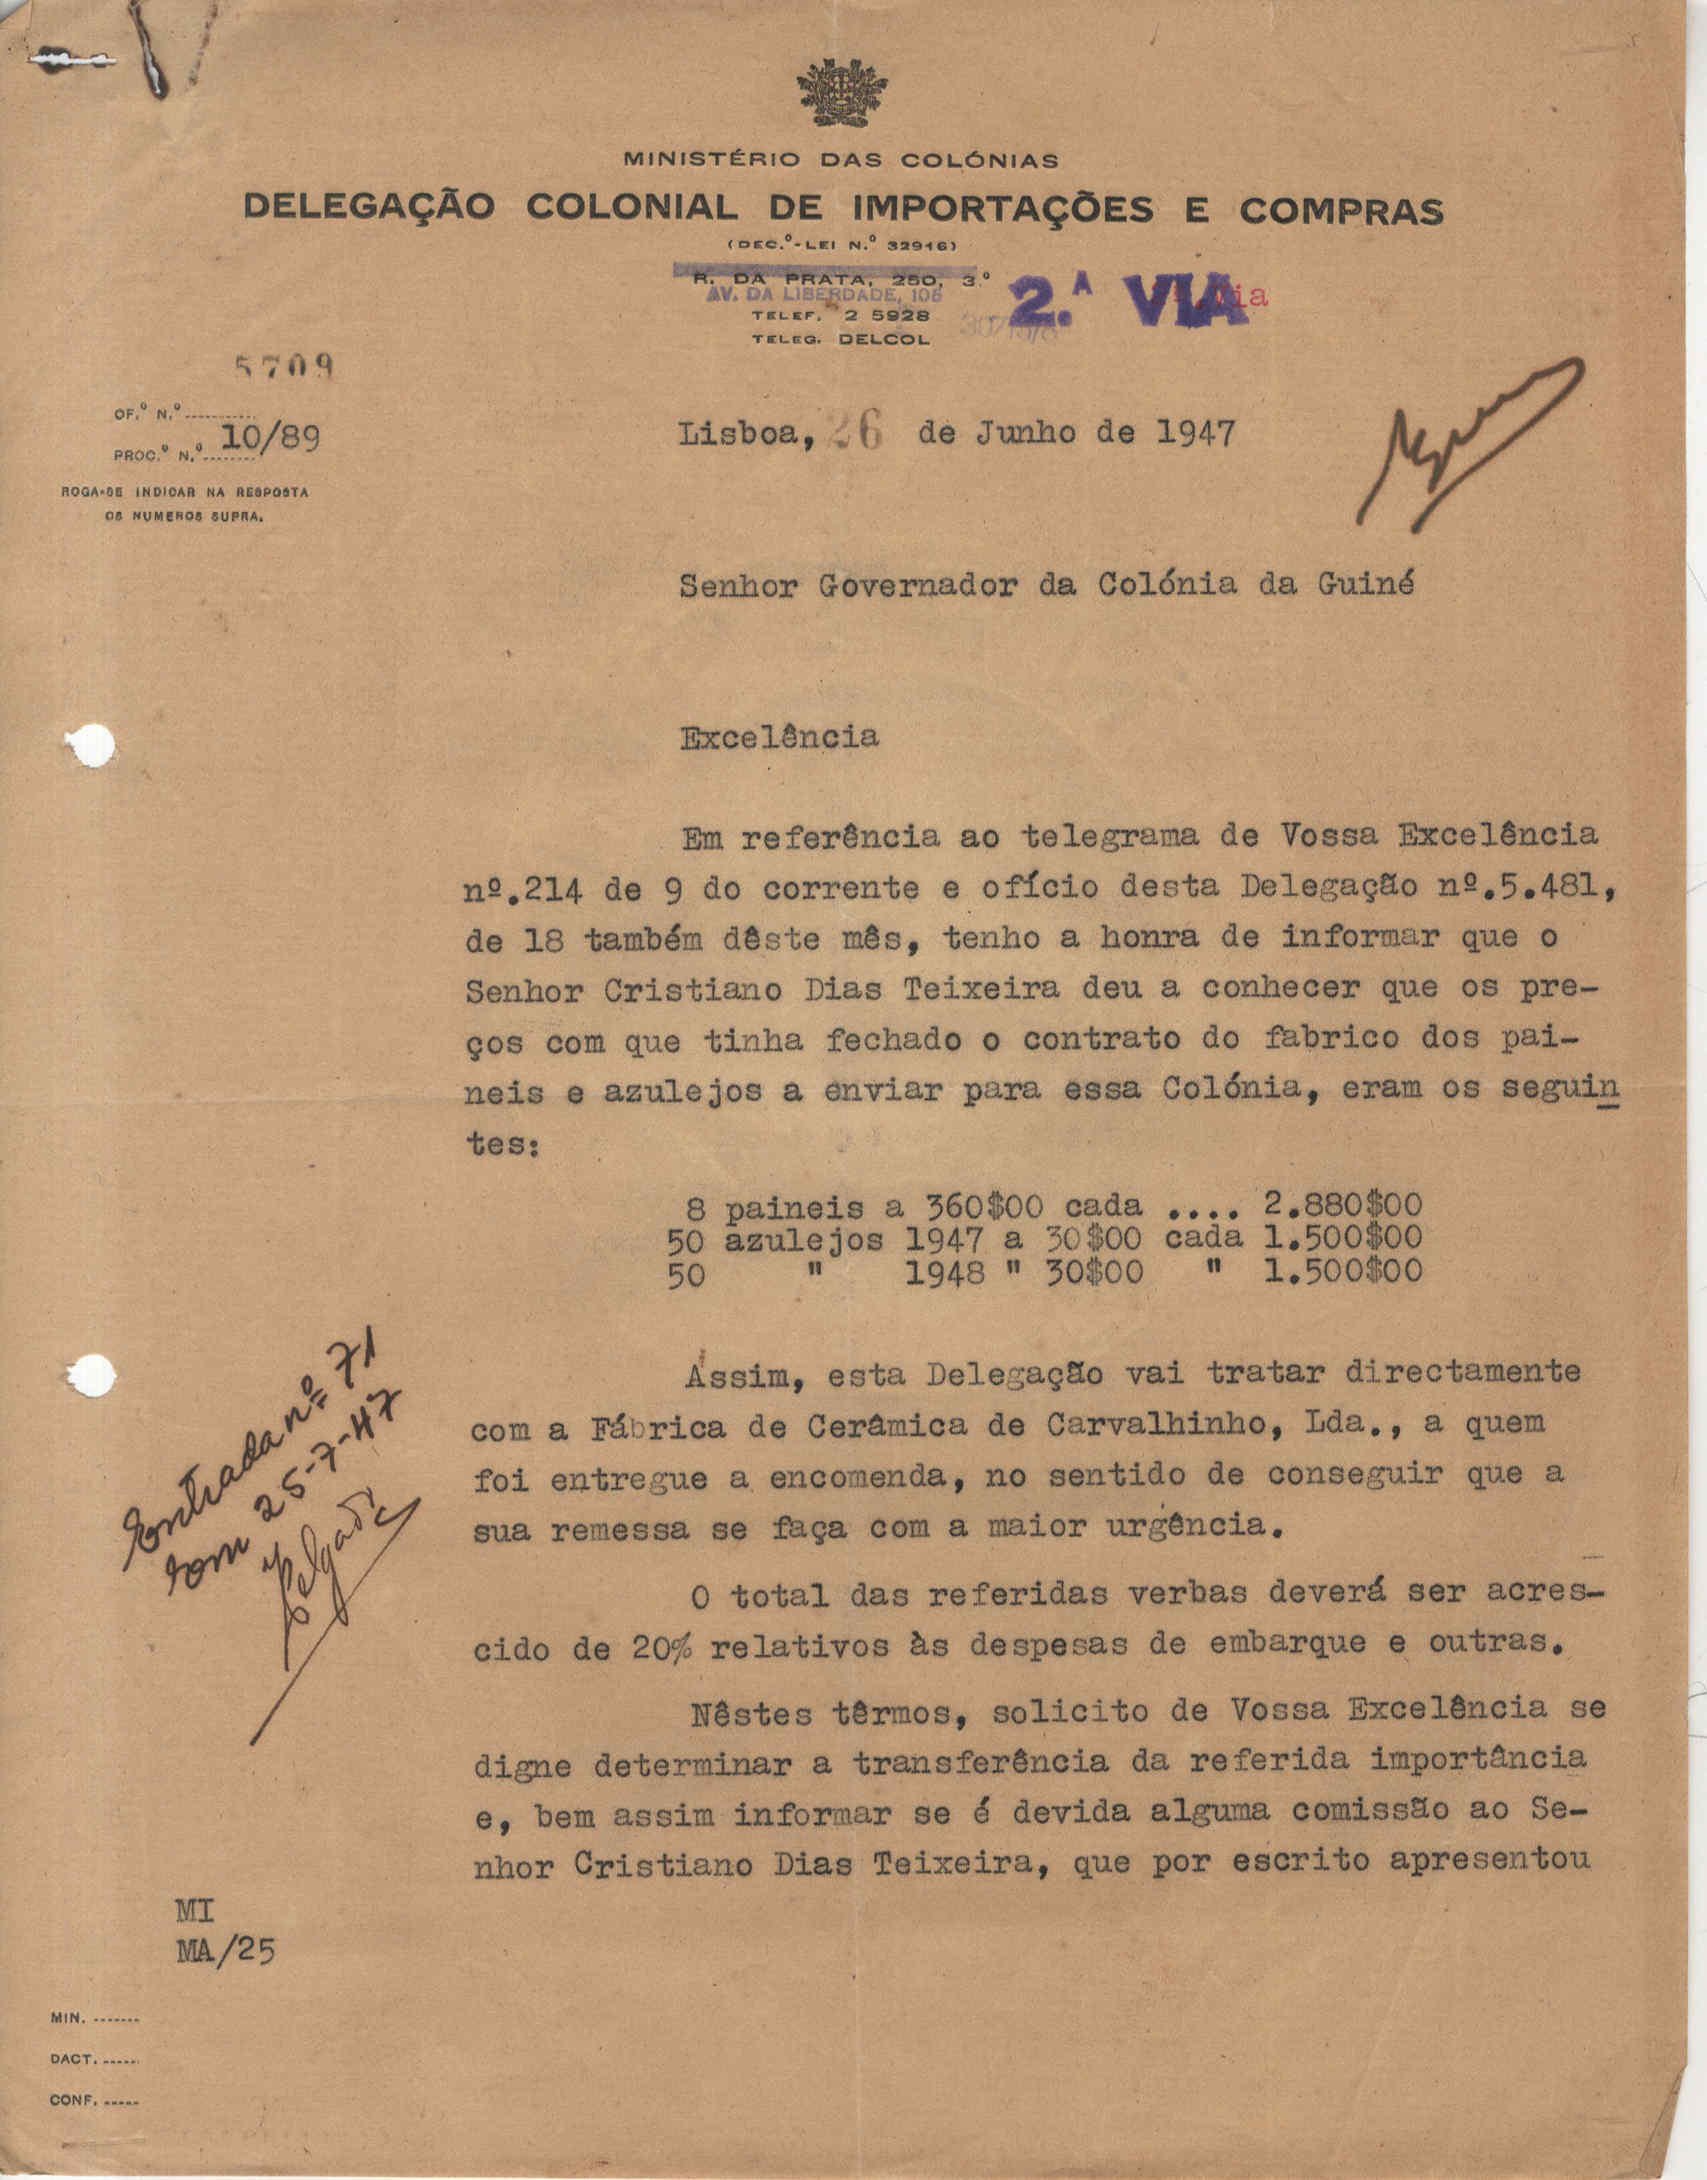 MINISTÉRIO DAS COLÓNIAS
DELEGAÇÃO COLONIAL DE IMPORTAÇÕES E COMPRAS
(DEC.º-LEI N.º 32916)
R. DA PRATA, 250, 3.º
AV. DA LIBERDADE, 106
2.ª VIA
TELEF. 2 5928
TELEG. DELCOL
5709
OF.º N.º
PROC.º N.º 10/89
ROGA-SE INDICAR NA RESPOSTA
OS NUMEROS SUPRA.
Lisboa, 26 de Junho de 1947
Senhor Governador da Colónia da Guiné
Excelência
Em referência ao telegrama de Vossa Excelência
nº.214 de 9 do corrente e ofício desta Delegação nº.5.481,
de 18 também dêste mês, tenho a honra de informar que o
Senhor Cristiano Dias Teixeira deu a conhecer que os pre-
ços com que tinha fechado o contrato do fabrico dos pai-
neis e azulejos a enviar para essa Colónia, eram os seguin
tes:
8 paineis a 360$00 cada .... 2.880$00
50 azulejos 1947 a 30$00 cada 1.500$00
50 " 1948 " 30$00 " 1.500$00
Assim, esta Delegação vai tratar directamente
com a Fábrica de Cerâmica de Carvalhinho, Lda., a quem
foi entregue a encomenda, no sentido de conseguir que a
sua remessa se faça com a maior urgência.
O total das referidas verbas deverá ser acres-
cido de 20% relativos às despesas de embarque e outras.
Nêstes têrmos, solicito de Vossa Excelência se
digne determinar a transferência da referida importância
e, bem assim informar se é devida alguma comissão ao Se-
nhor Cristiano Dias Teixeira, que por escrito apresentou
Entrada nº 71
Em 25-7-47
MI
MA/25
MIN.
DACT.
CONF.